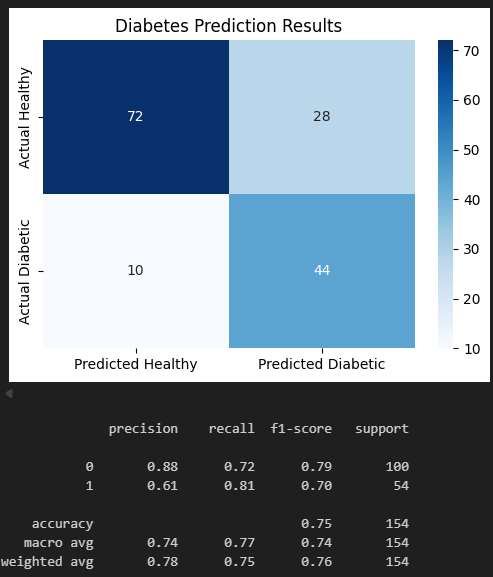 Diabetes Prediction Results
Actual Healthy
72
28
70
60
50
40
30
20
10
Actual Diabetic
10
44
Predicted Healthy
Predicted Diabetic
precision recall f1-score support
0 0.88 0.72 0.79 100
1 0.61 0.81 0.70 54
accuracy 0.75 154
macro avg 0.74 0.77 0.74 154
weighted avg 0.78 0.75 0.76 154